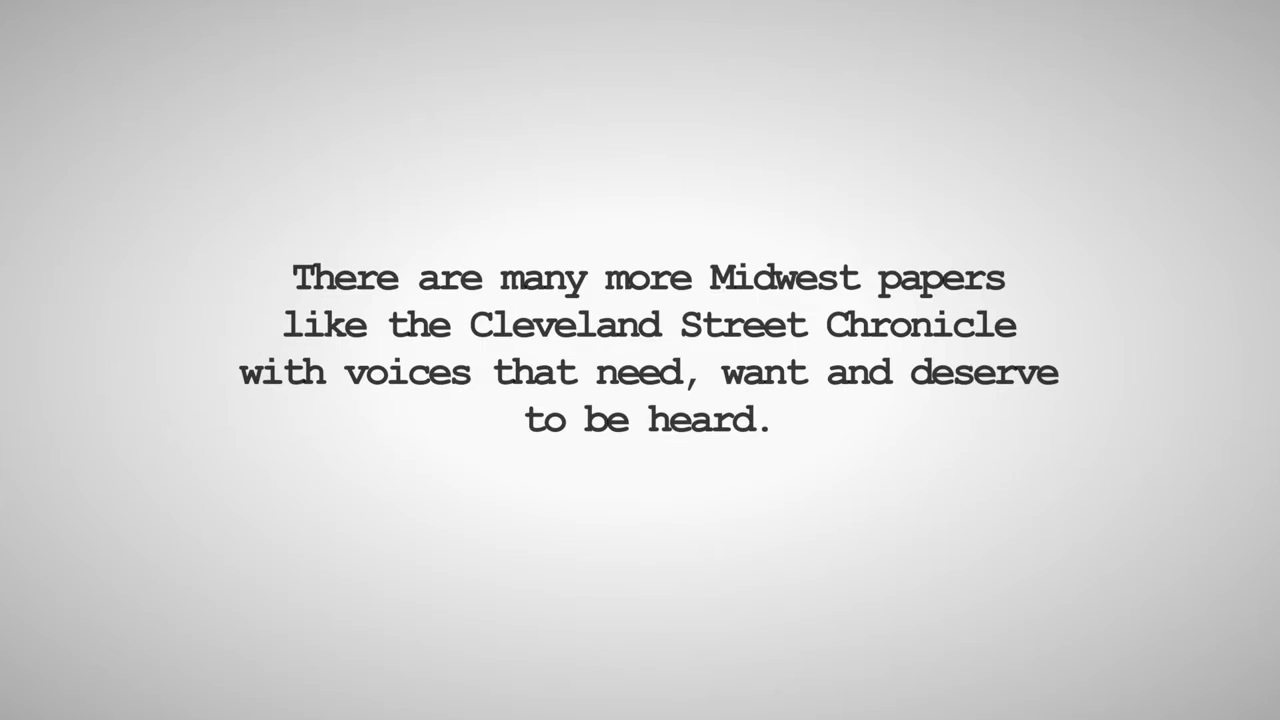 There are many more Midwest papers
like the Cleveland Street Chronicle
with voices that need, want and deserve
to be heard.